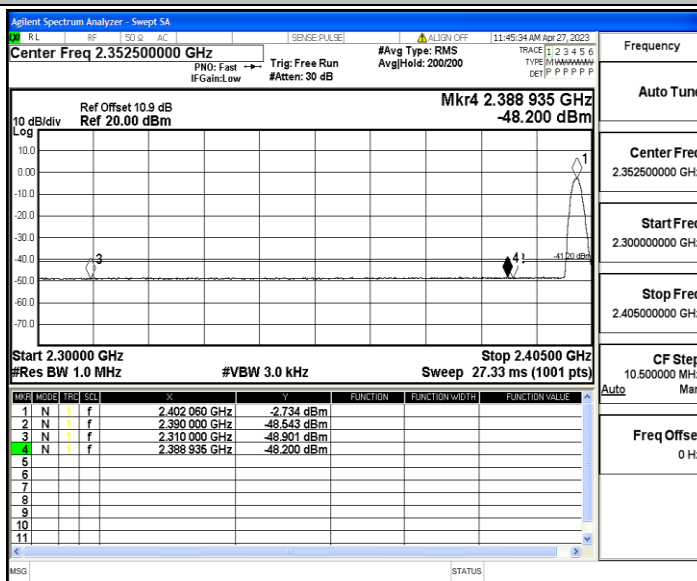 Agilent Spectrum Analyzer - Swept SA
RL RF 50 Ω AC SENSE:PULSE ALIGN OFF 11:45:34 AM Apr 27, 2023
Center Freq 2.352500000 GHz
PNO: Fast
IFGain:Low
Trig: Free Run
#Atten: 30 dB
#Avg Type: RMS
Avg|Hold: 200/200
TRACE 1 2 3 4 5 6
TYPE M W W W W W
DET P P P P P P
Ref Offset 10.9 dB
10 dB/div Ref 20.00 dBm
Log
Mkr4 2.388 935 GHz
-48.200 dBm
10.0
0.00
-10.0
-20.0
-30.0
-40.0
-50.0
-60.0
-70.0
1
3
4
-41.20 dBm
Start 2.30000 GHz Stop 2.40500 GHz
#Res BW 1.0 MHz #VBW 3.0 kHz Sweep 27.33 ms (1001 pts)
MKR MODE TRC SCL X Y FUNCTION FUNCTION WIDTH FUNCTION VALUE
1 N 1 f 2.402 060 GHz -2.734 dBm
2 N 1 f 2.390 000 GHz -48.543 dBm
3 N 1 f 2.310 000 GHz -48.901 dBm
4 N 1 f 2.388 935 GHz -48.200 dBm
5
6
7
8
9
10
11
MSG STATUS
Frequency
Auto Tune
Center Freq
2.352500000 GHz
Start Freq
2.300000000 GHz
Stop Freq
2.405000000 GHz
CF Step
10.500000 MHz
Auto Man
Freq Offset
0 Hz